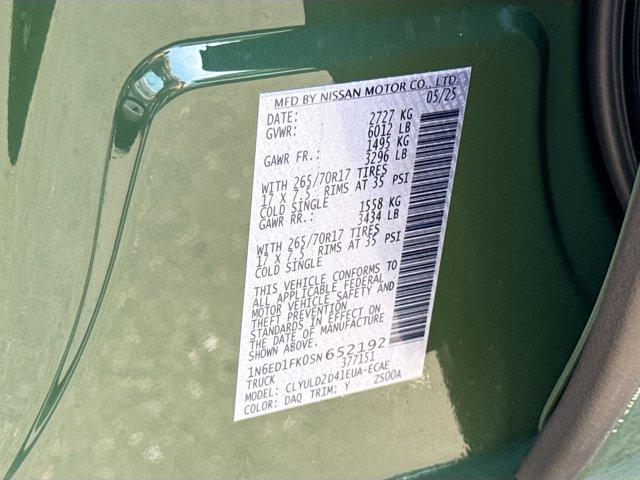 MFD BY NISSAN MOTOR CO., LTD.
DATE: 05/25
GVWR: 2727 KG
6012 LB
GAWR FR.: 1495 KG
3296 LB
WITH 265/70R17 TIRES
17 X 7.5 RIMS AT 35 PSI
COLD SINGLE
GAWR RR.: 1558 KG
3434 LB
WITH 265/70R17 TIRES
17 X 7.5 RIMS AT 35 PSI
COLD SINGLE
THIS VEHICLE CONFORMS TO
ALL APPLICABLE FEDERAL
MOTOR VEHICLE SAFETY AND
THEFT PREVENTION
STANDARDS IN EFFECT ON
THE DATE OF MANUFACTURE
SHOWN ABOVE.
1N6ED1FK0SN652192
TRUCK 377151
MODEL: CLYULD2D41EUA-ECAE
COLOR: DAQ TRIM: Y 2S00A